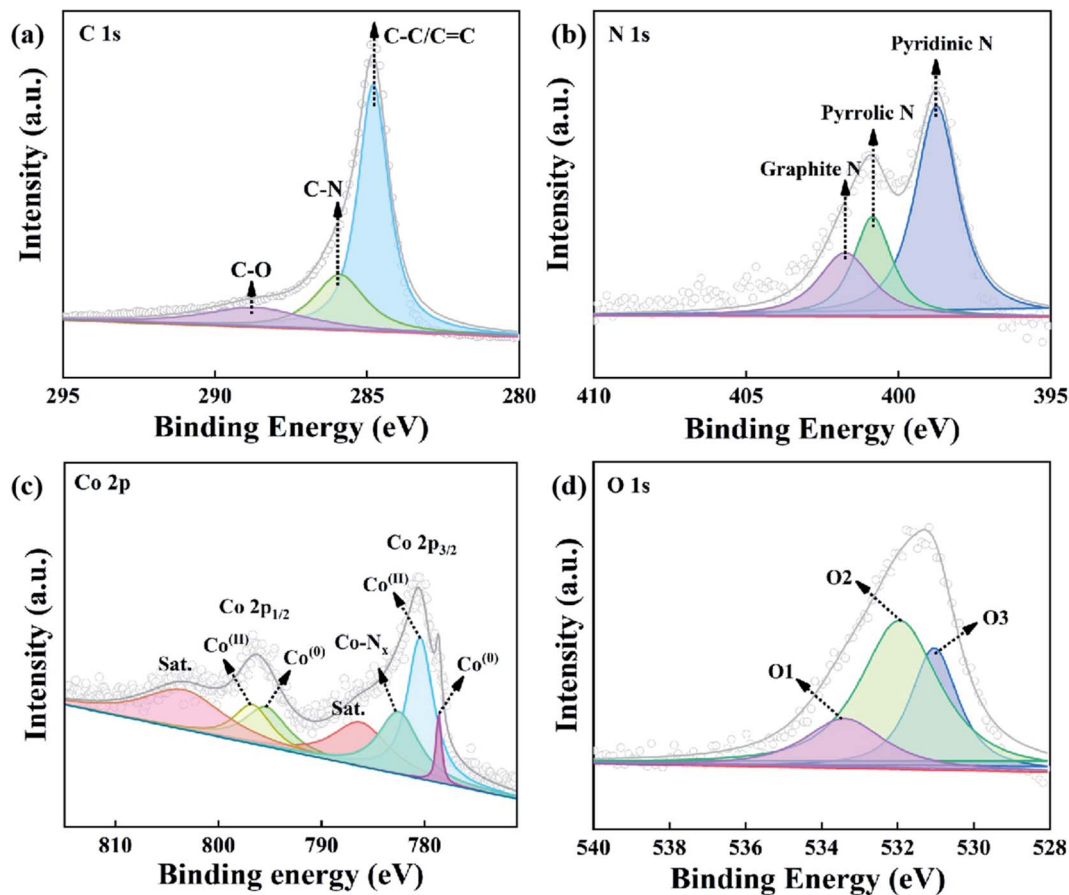 (a)
C 1s
C-C/C=C
C-N
C-O
Intensity (a.u.)
295 290 285 280
Binding Energy (eV)
(b)
N 1s
Pyridinic N
Pyrrolic N
Graphite N
Intensity (a.u.)
410 405 400 395
Binding Energy (eV)
(c)
Co 2p
Co 2p3/2
Co(II)
Co 2p1/2
Co(II)
Co(0)
Co-Nx
Co(0)
Sat.
Sat.
Intensity (a.u.)
810 800 790 780
Binding energy (eV)
(d)
O 1s
O2
O3
O1
Intensity (a.u.)
540 538 536 534 532 530 528
Binding Energy (eV)